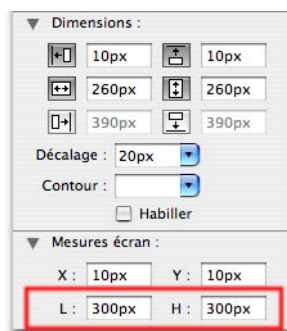 Dimensions :
10px 10px
260px 260px
390px 390px
Décalage : 20px
Contour :
Habiller
Mesures écran :
X : 10px Y : 10px
L : 300px H : 300px